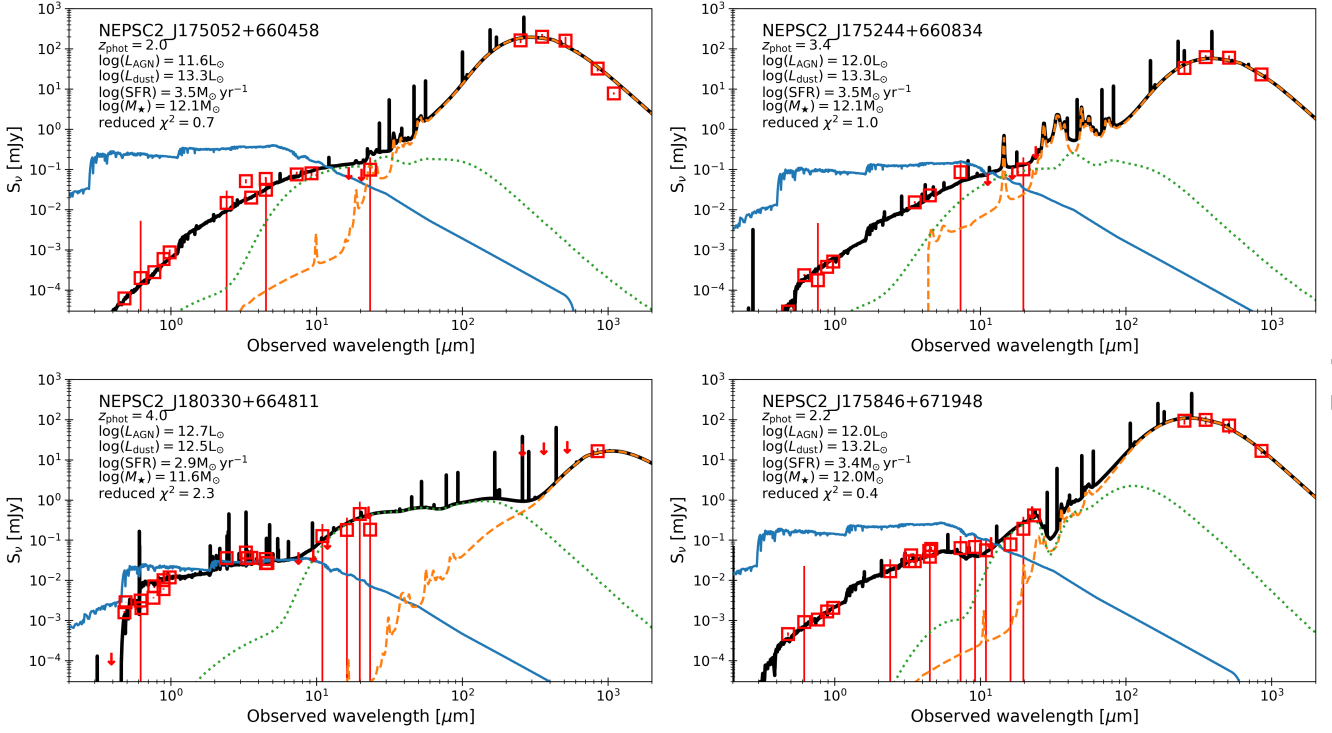 NEPSC2_J175052+660458
z_phot = 2.0
log(L_AGN) = 11.6L⊙
log(L_dust) = 13.3L⊙
log(SFR) = 3.5M⊙ yr⁻¹
log(M★) = 12.1M⊙
reduced χ² = 0.7
S_ν [mJy]
10³
10²
10¹
10⁰
10⁻¹
10⁻²
10⁻³
10⁻⁴
10⁰ 10¹ 10² 10³
Observed wavelength [μm]
NEPSC2_J175244+660834
z_phot = 3.4
log(L_AGN) = 12.0L⊙
log(L_dust) = 13.3L⊙
log(SFR) = 3.5M⊙ yr⁻¹
log(M★) = 12.1M⊙
reduced χ² = 1.0
S_ν [mJy]
10³
10²
10¹
10⁰
10⁻¹
10⁻²
10⁻³
10⁻⁴
10⁰ 10¹ 10² 10³
Observed wavelength [μm]
NEPSC2_J180330+664811
z_phot = 4.0
log(L_AGN) = 12.7L⊙
log(L_dust) = 12.5L⊙
log(SFR) = 2.9M⊙ yr⁻¹
log(M★) = 11.6M⊙
reduced χ² = 2.3
S_ν [mJy]
10³
10²
10¹
10⁰
10⁻¹
10⁻²
10⁻³
10⁻⁴
10⁰ 10¹ 10² 10³
Observed wavelength [μm]
NEPSC2_J175846+671948
z_phot = 2.2
log(L_AGN) = 12.0L⊙
log(L_dust) = 13.2L⊙
log(SFR) = 3.4M⊙ yr⁻¹
log(M★) = 12.0M⊙
reduced χ² = 0.4
S_ν [mJy]
10³
10²
10¹
10⁰
10⁻¹
10⁻²
10⁻³
10⁻⁴
10⁰ 10¹ 10² 10³
Observed wavelength [μm]